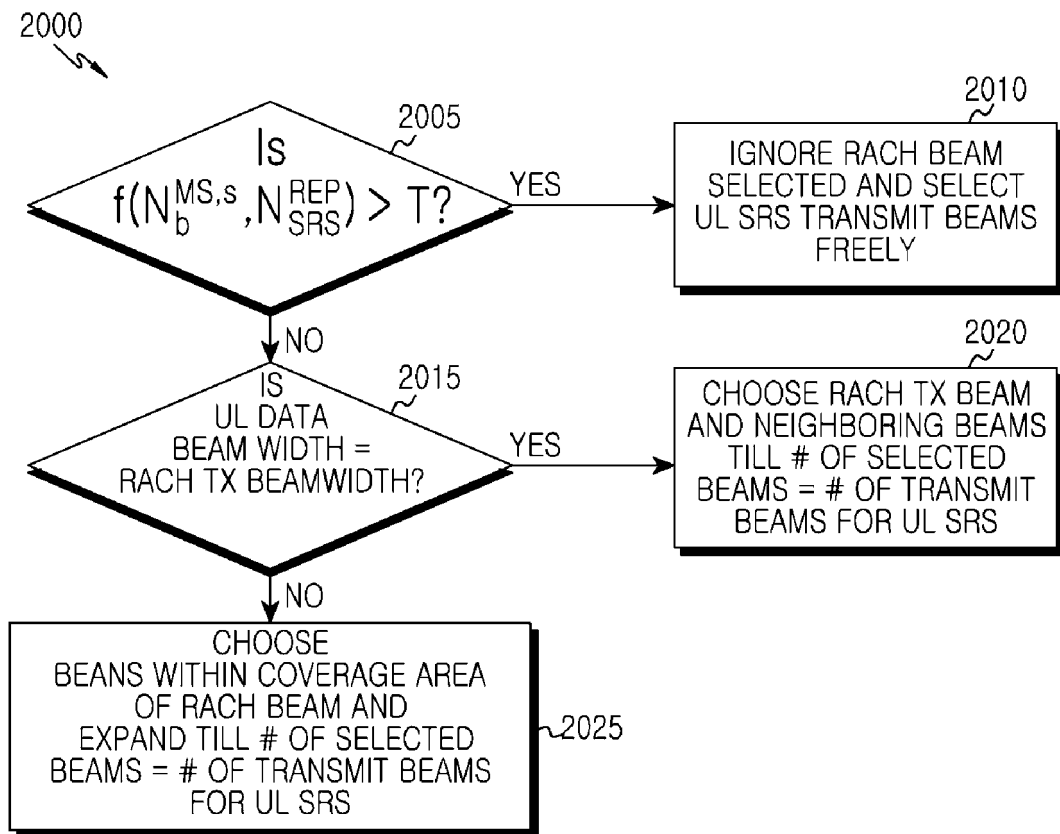 2000
2005
Is
f(N_b^{MS,s}, N_{SRS}^{REP}) > T?
YES
2010
IGNORE RACH BEAM
SELECTED AND SELECT
UL SRS TRANSMIT BEAMS
FREELY
NO
2015
IS
UL DATA
BEAM WIDTH =
RACH TX BEAMWIDTH?
YES
2020
CHOOSE RACH TX BEAM
AND NEIGHBORING BEAMS
TILL # OF SELECTED
BEAMS = # OF TRANSMIT
BEAMS FOR UL SRS
NO
CHOOSE
BEANS WITHIN COVERAGE AREA
OF RACH BEAM AND
EXPAND TILL # OF SELECTED
BEAMS = # OF TRANSMIT BEAMS
FOR UL SRS
2025